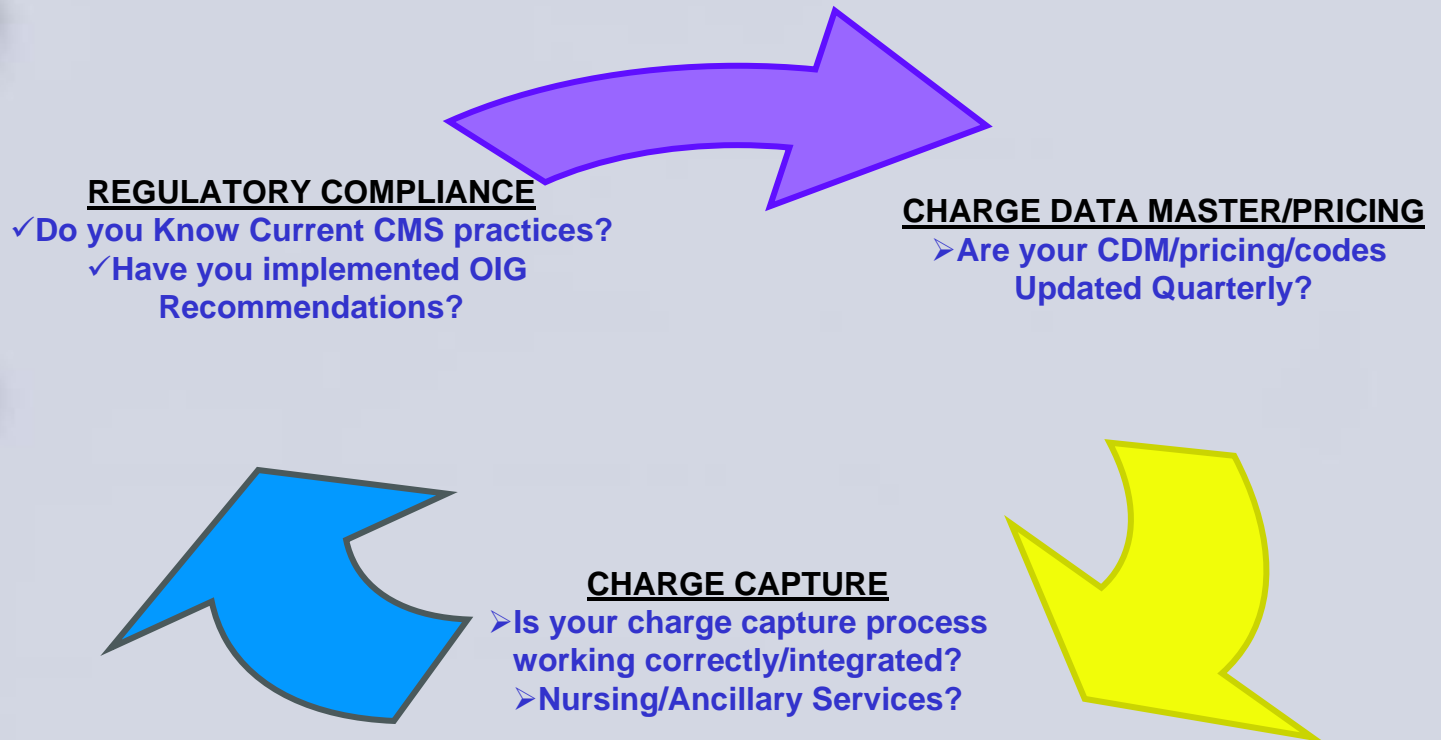 REGULATORY COMPLIANCE
✓Do you Know Current CMS practices?
✓Have you implemented OIG
Recommendations?
CHARGE DATA MASTER/PRICING
➢Are your CDM/pricing/codes
Updated Quarterly?
CHARGE CAPTURE
➢Is your charge capture process
working correctly/integrated?
➢Nursing/Ancillary Services?